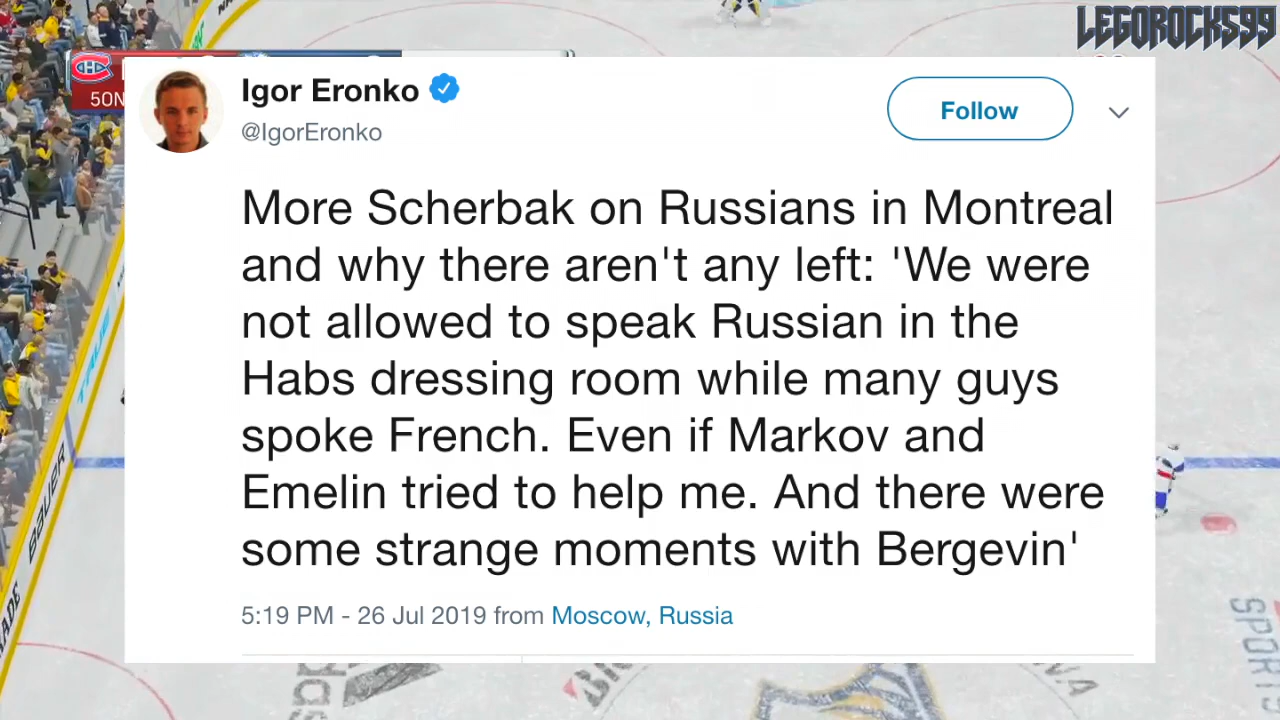 LEGOROCKS99
50N
Igor Eronko
@IgorEronko
Follow
More Scherbak on Russians in Montreal
and why there aren't any left: 'We were
not allowed to speak Russian in the
Habs dressing room while many guys
spoke French. Even if Markov and
Emelin tried to help me. And there were
some strange moments with Bergevin'
5:19 PM - 26 Jul 2019 from Moscow, Russia
BAUER